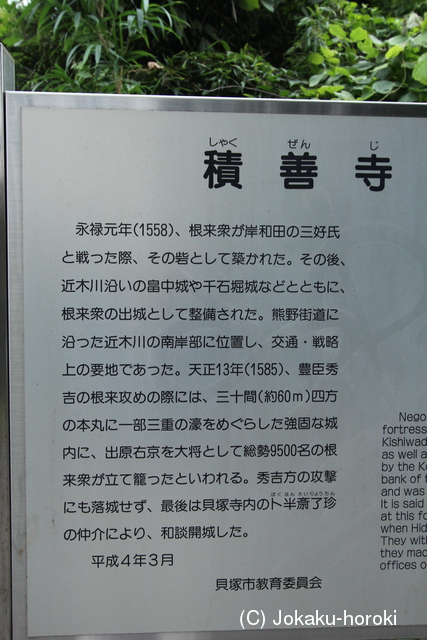 しゃく ぜん じ
積善寺
永禄元年(1558)、根来衆が岸和田の三好氏
と戦った際、その砦として築かれた。その後、
近木川沿いの畠中城や千石堀城などとともに、
根来衆の出城として整備された。熊野街道に
沿った近木川の南岸部に位置し、交通・戦略
上の要地であった。天正13年(1585)、豊臣秀
吉の根来攻めの際には、三十間(約60m)四方
の本丸に一部三重の濠をめぐらした強固な城
内に、出原右京を大将として総勢9500名の根
来衆が立て籠ったといわれる。秀吉方の攻撃
ぼくはんさいりょうちん
にも落城せず、最後は貝塚寺内の卜半斎了珍
の仲介により、和談開城した。
平成4年3月
貝塚市教育委員会
Nego
fortress
Kishiwad
as well a
by the Ke
bank of t
and was
It is said
at this fo
when Hid
They with
they mad
offices o
(C) Jokaku-horoki